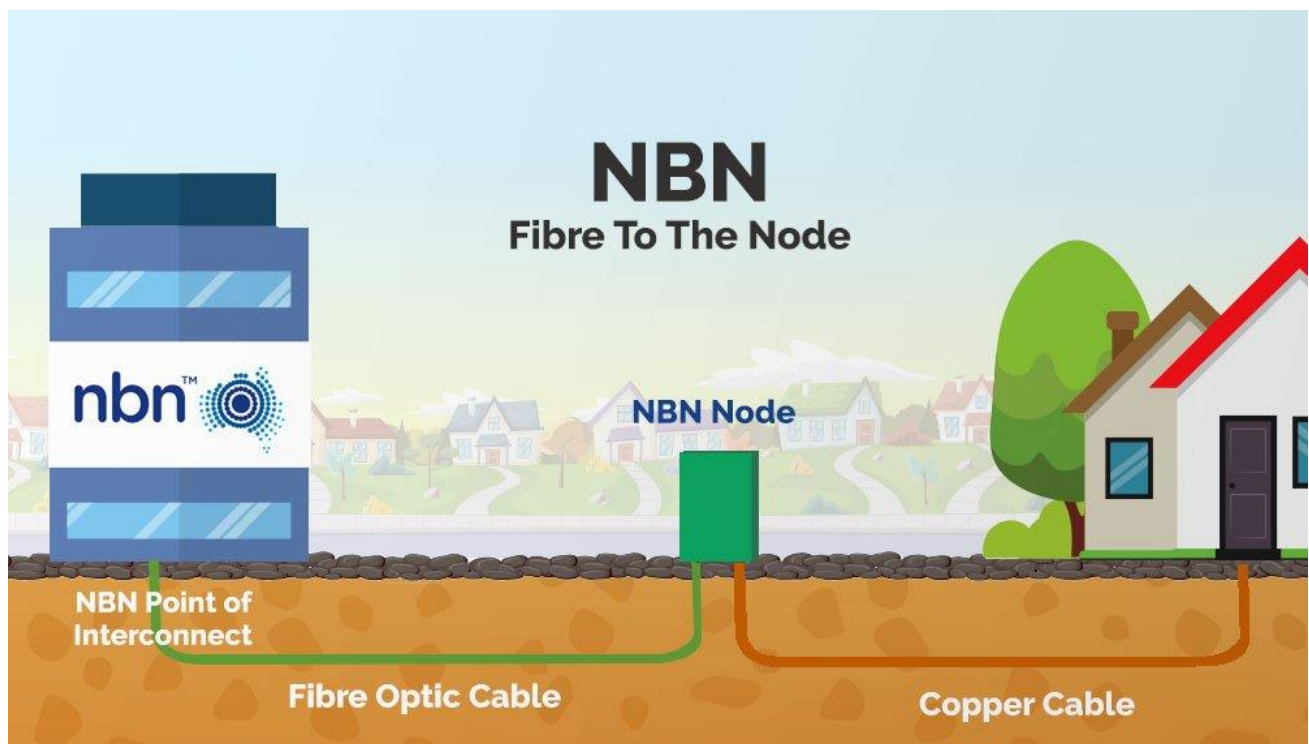 NBN
Fibre To The Node
nbn™
NBN Node
NBN Point of
Interconnect
Fibre Optic Cable
Copper Cable